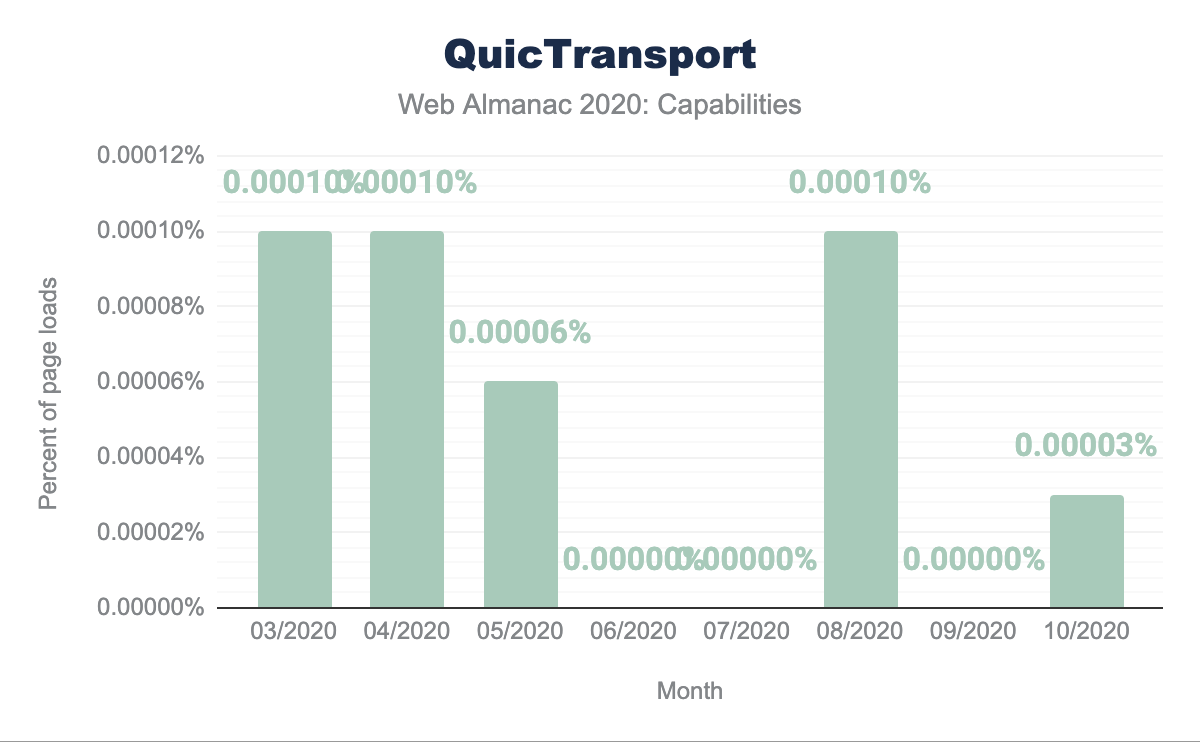 QuicTransport
Web Almanac 2020: Capabilities
Percent of page loads
0.00012%
0.00010%
0.00008%
0.00006%
0.00004%
0.00002%
0.00000%
0.00010% 0.00010% 0.00006% 0.00000% 0.00000% 0.00010% 0.00000% 0.00003%
03/2020 04/2020 05/2020 06/2020 07/2020 08/2020 09/2020 10/2020
Month